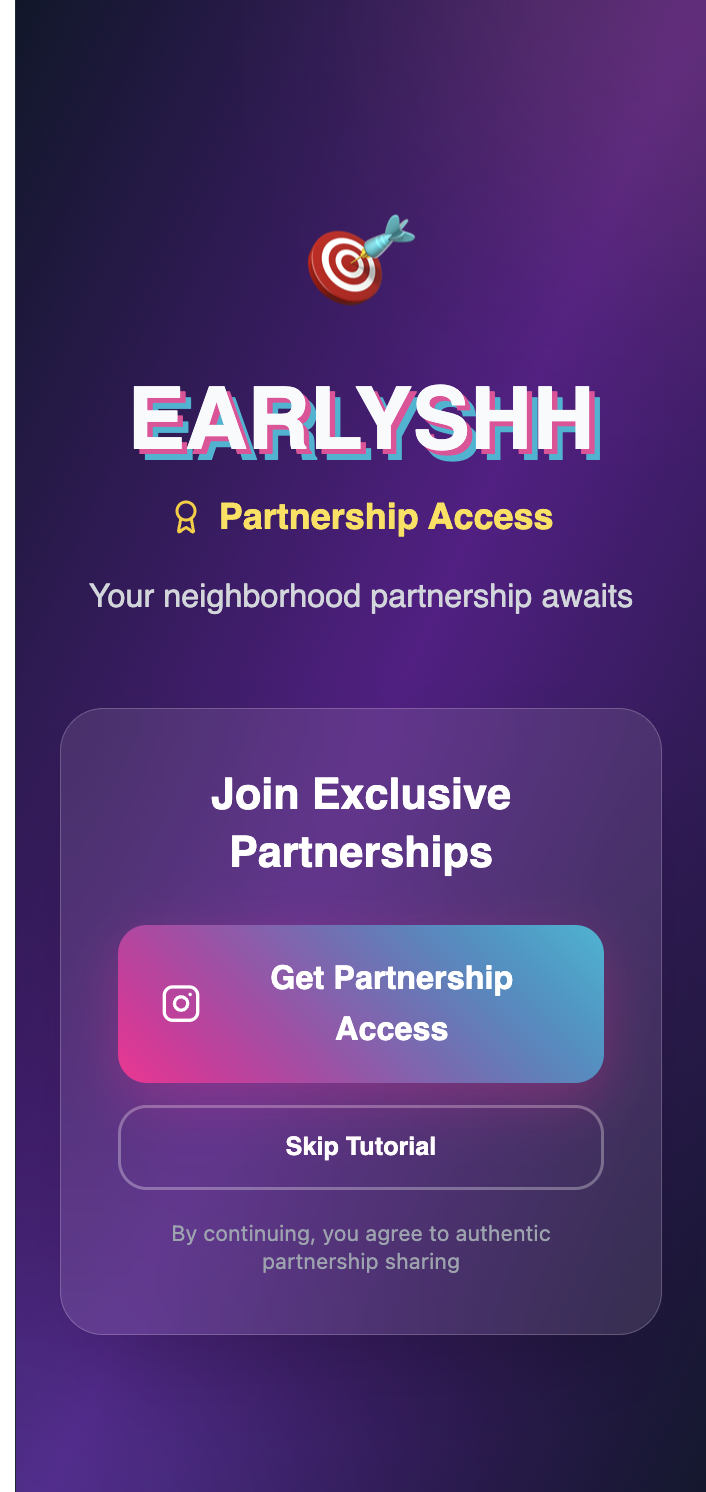 EARLYSHH
Partnership Access
Your neighborhood partnership awaits
Join Exclusive
Partnerships
Get Partnership
Access
Skip Tutorial
By continuing, you agree to authentic
partnership sharing